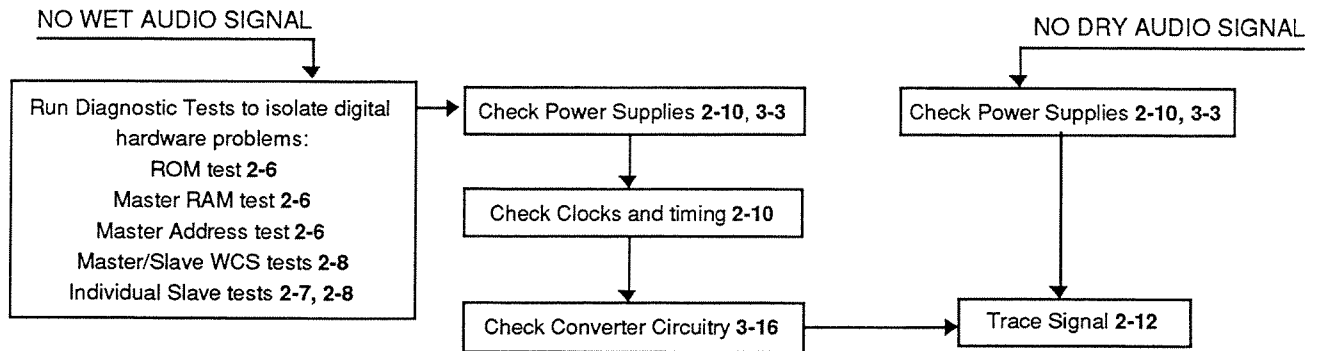 NO WET AUDIO SIGNAL
NO DRY AUDIO SIGNAL
Run Diagnostic Tests to isolate digital
hardware problems:
ROM test 2-6
Master RAM test 2-6
Master Address test 2-6
Master/Slave WCS tests 2-8
Individual Slave tests 2-7, 2-8
Check Power Supplies 2-10, 3-3
Check Clocks and timing 2-10
Check Converter Circuitry 3-16
Check Power Supplies 2-10, 3-3
Trace Signal 2-12